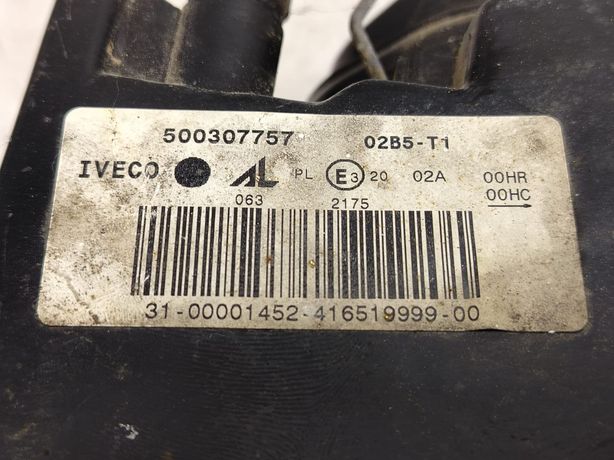 500307757 02B5-T1
IVECO AL PL E3 20 02A 00HR
063 2175 00HC
31-00001452-416519999-00